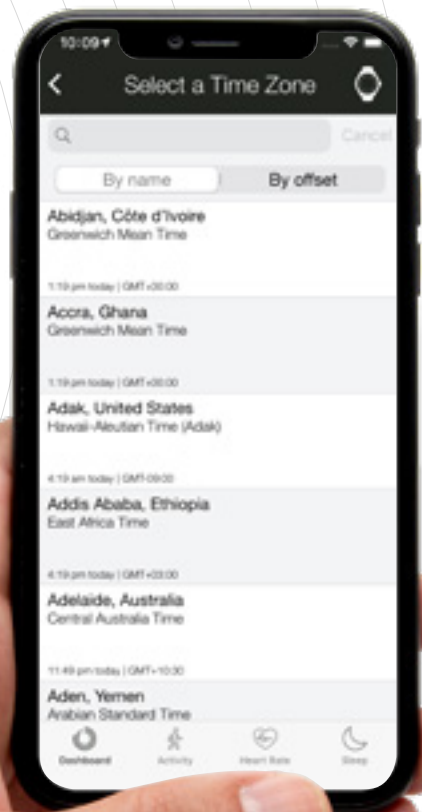 10:09
Select a Time Zone
Cancel
By name
By offset
Abidjan, Côte d'Ivoire
Greenwich Mean Time
1:19 pm today | GMT+00:00
Accra, Ghana
Greenwich Mean Time
1:19 pm today | GMT+00:00
Adak, United States
Hawaii-Aleutian Time (Adak)
4:19 am today | GMT-09:00
Addis Ababa, Ethiopia
East Africa Time
4:19 pm today | GMT+03:00
Adelaide, Australia
Central Australia Time
11:49 pm today | GMT+10:30
Aden, Yemen
Arabian Standard Time
Dashboard
Activity
Heart Rate
Sleep